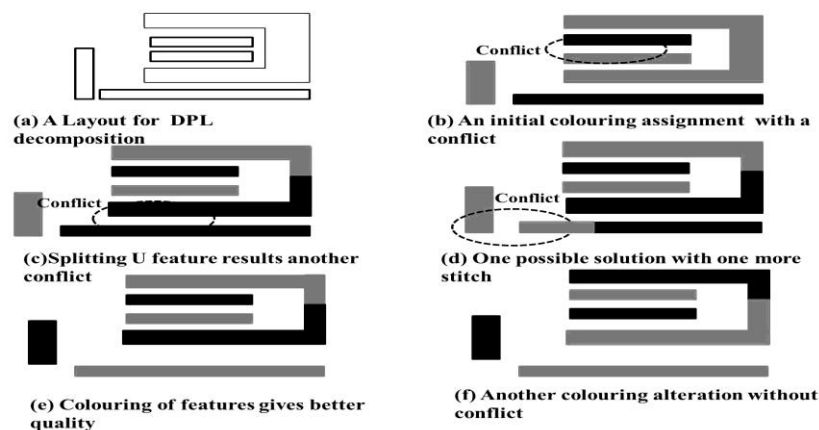 (a) A Layout for DPL
decomposition
Conflict
(b) An initial colouring assignment with a
conflict
Conflict
(c)Splitting U feature results another
conflict
Conflict
(d) One possible solution with one more
stitch
(e) Colouring of features gives better
quality
(f) Another colouring alteration without
conflict